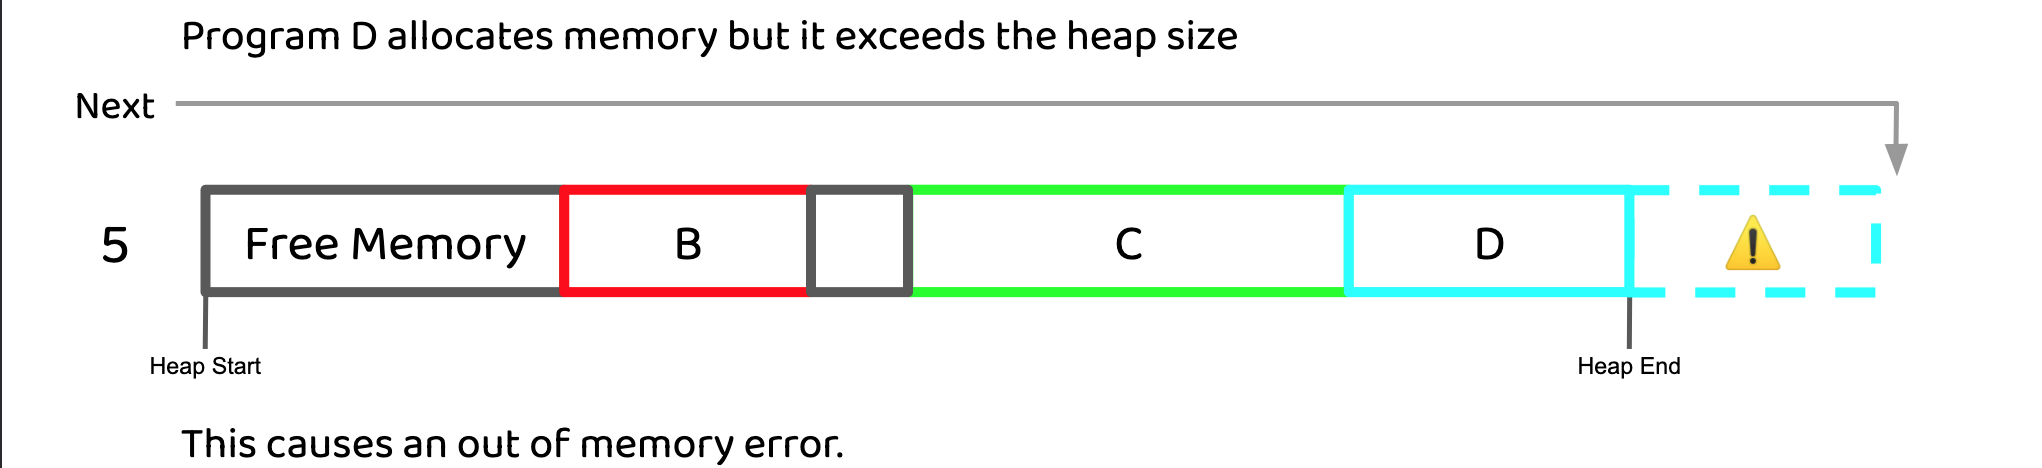 Program D allocates memory but it exceeds the heap size
Next
5 Free Memory B C D
Heap Start Heap End
This causes an out of memory error.